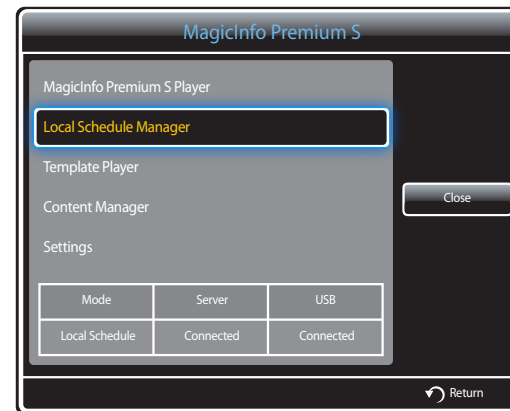 MagicInfo Premium S
MagicInfo Premium S Player
Local Schedule Manager
Template Player
Close
Content Manager
Settings
Mode Server USB
Local Schedule Connected Connected
Return